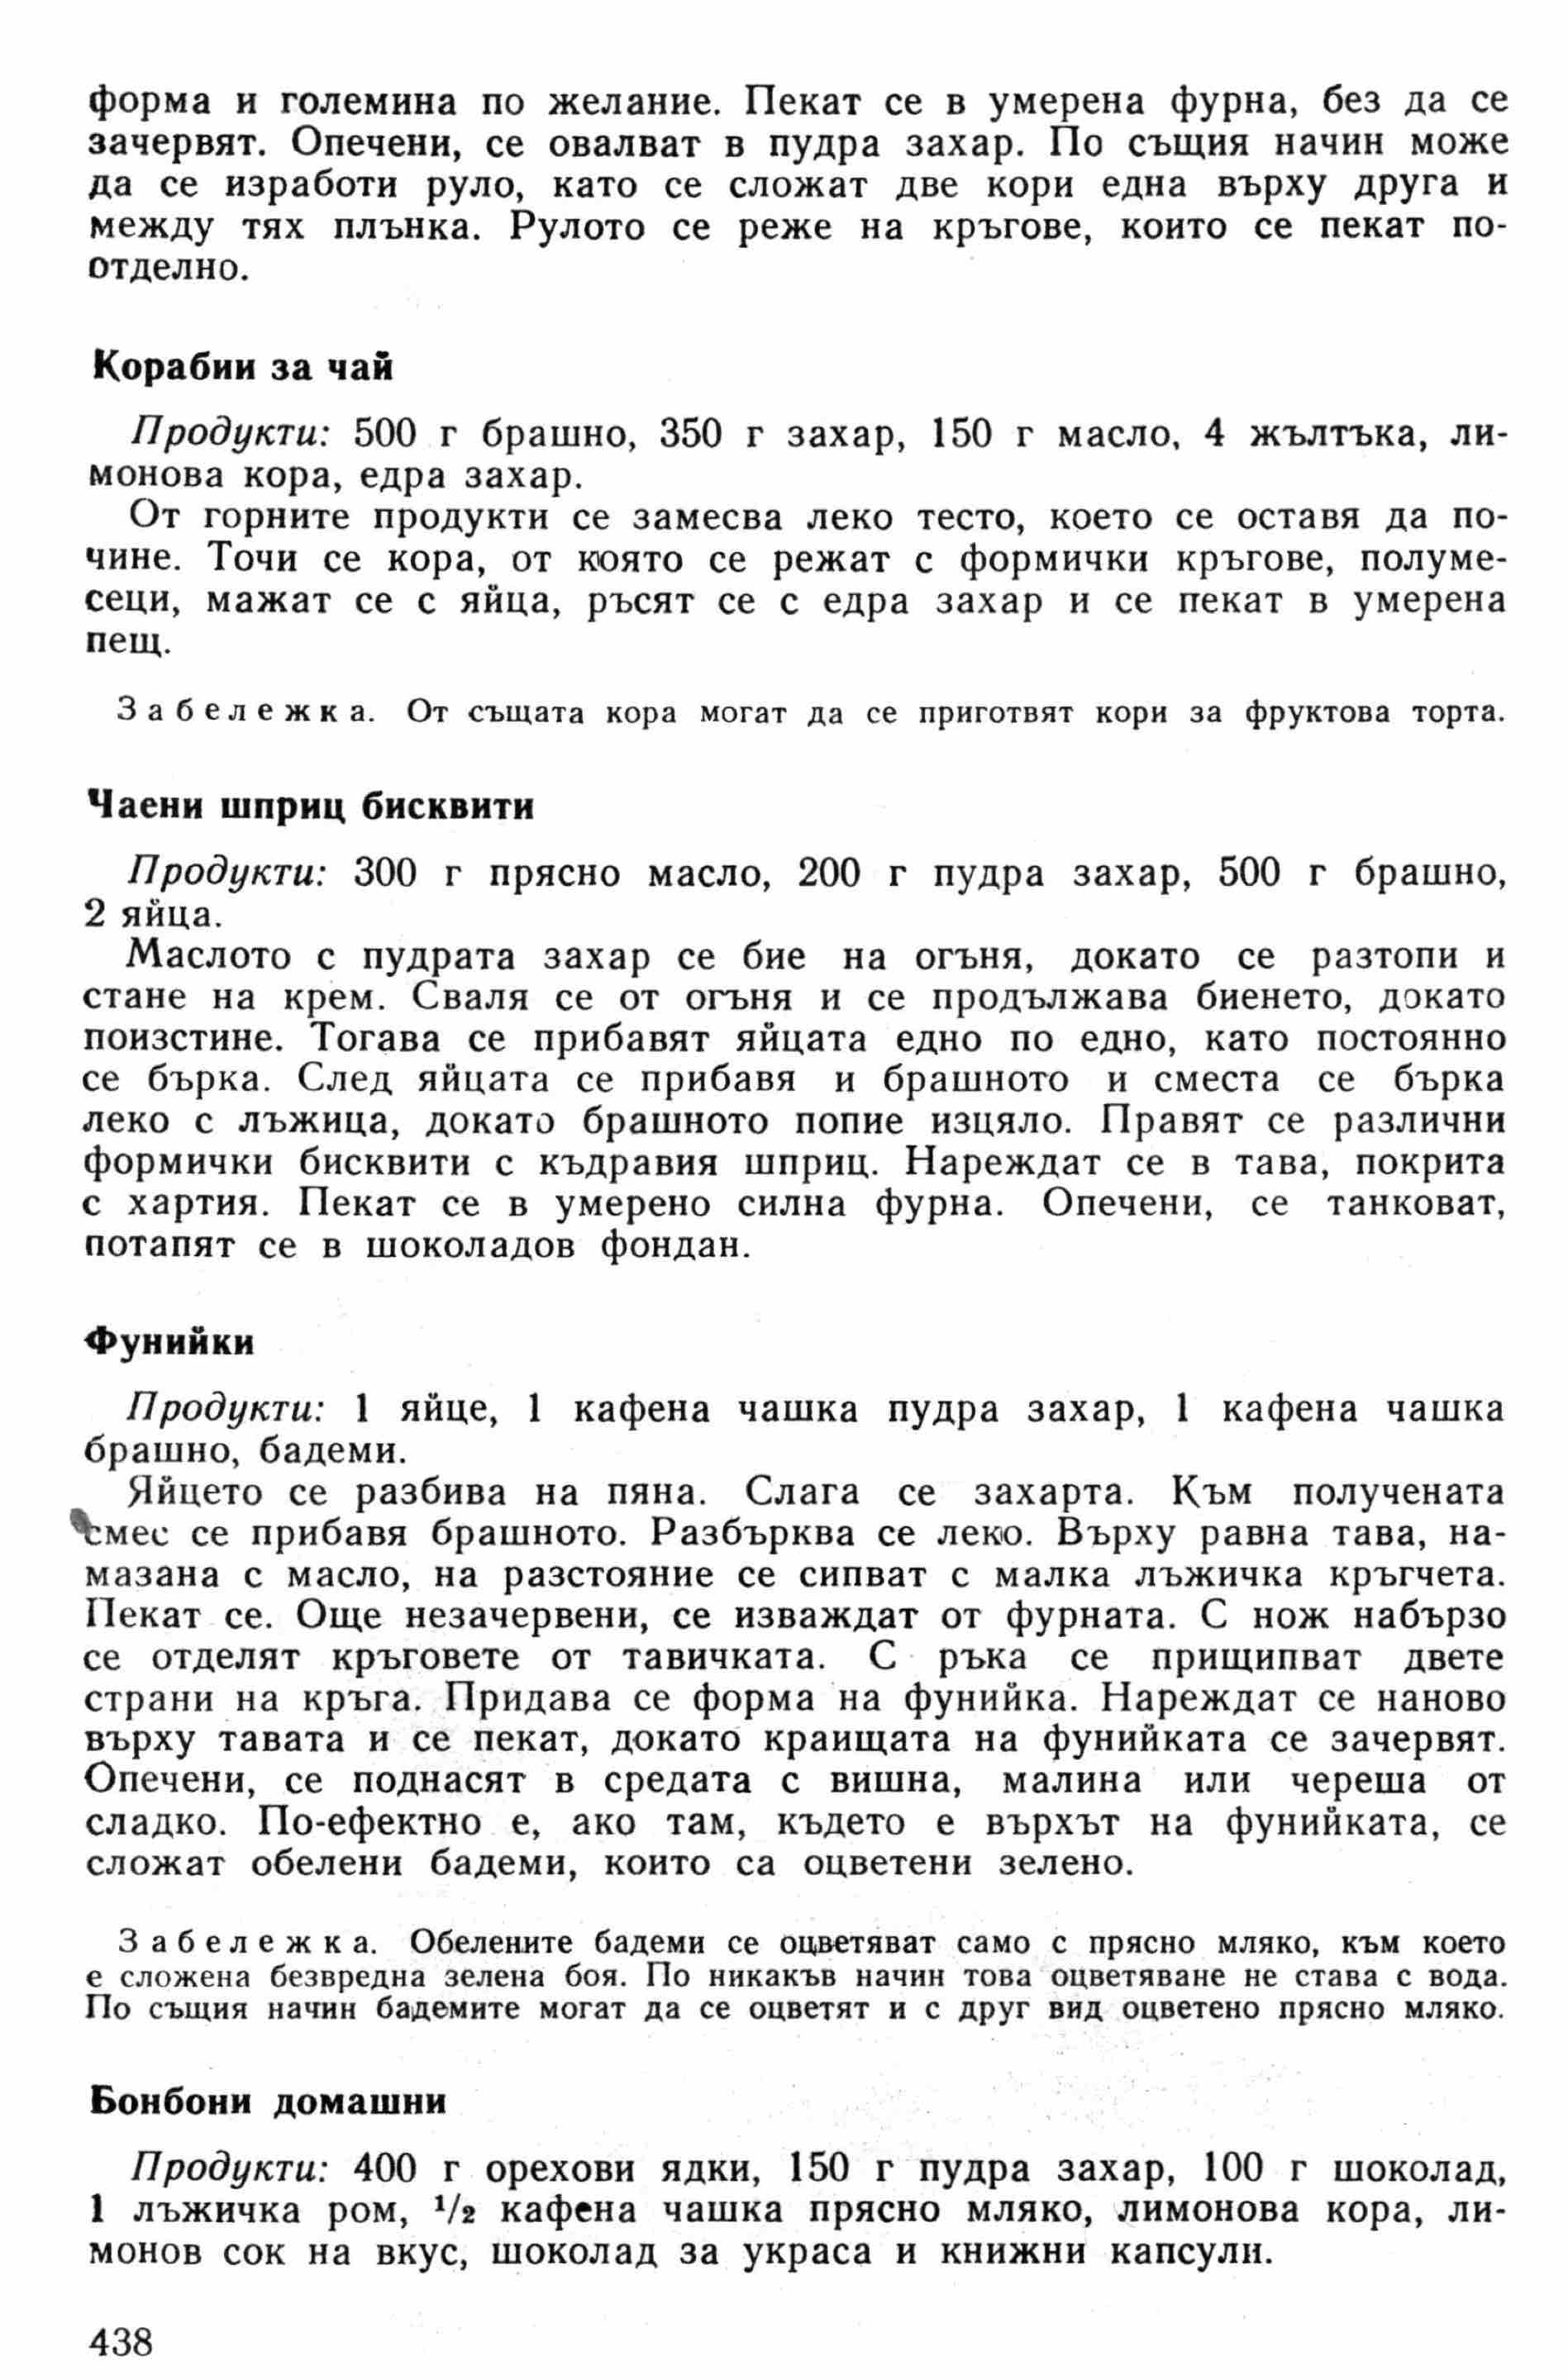 форма и големина по желание. Пекат се в умерена фурна, без да се
зачервят. Опечени, се овалват в пудра захар. По същия начин може
да се изработи руло, като се сложат две кори една върху друга и
между тях плънка. Рулото се реже на кръгове, които се пекат по-
отделно.
Корабии за чай
Продукти: 500 г брашно, 350 г захар, 150 г масло, 4 жълтъка, ли-
монова кора, едра захар.
От горните продукти се замесва леко тесто, което се оставя да по-
чине. Точи се кора, от която се режат с формички кръгове, полуме-
сеци, мажат се с яйца, ръсят се с едра захар и се пекат в умерена
пещ.
Забележка. От същата кора могат да се приготвят кори за фруктова торта.
Чаени шприц бисквити
Продукти: 300 г прясно масло, 200 г пудра захар, 500 г брашно,
2 яйца.
Маслото с пудрата захар се бие на огъня, докато се разтопи и
стане на крем. Сваля се от огъня и се продължава биенето, докато
поизстине. Тогава се прибавят яйцата едно по едно, като постоянно
се бърка. След яйцата се прибавя и брашното и сместа се бърка
леко с лъжица, докато брашното попие изцяло. Правят се различни
формички бисквити с къдравия шприц. Нареждат се в тава, покрита
с хартия. Пекат се в умерено силна фурна. Опечени, се танковат,
потапят се в шоколадов фондан.
Фунийки
Продукти: 1 яйце, 1 кафена чашка пудра захар, 1 кафена чашка
брашно, бадеми.
Яйцето се разбива на пяна. Слага се захарта. Към получената
смес се прибавя брашното. Разбърква се леко. Върху равна тава, на-
мазана с масло, на разстояние се сипват с малка лъжичка кръгчета.
Пекат се. Още незачервени, се изваждат от фурната. С нож набързо
се отделят кръговете от тавичката. С ръка се прищипват двете
страни на кръга. Придава се форма на фунийка. Нареждат се наново
върху тавата и се пекат, докато краищата на фунийката се зачервят.
Опечени, се поднасят в средата с вишна, малина или череша от
сладко. По-ефектно е, ако там, където е върхът на фунийката, се
сложат обелени бадеми, които са оцветени зелено.
Забележка. Обелените бадеми се оцветяват само с прясно мляко, към което
е сложена безвредна зелена боя. По никакъв начин това оцветяване не става с вода.
По същия начин бадемите могат да се оцветят и с друг вид оцветено прясно мляко.
Бонбони домашни
Продукти: 400 г орехови ядки, 150 г пудра захар, 100 г шоколад,
1 лъжичка ром, 1/2 кафена чашка прясно мляко, лимонова кора, ли-
монов сок на вкус, шоколад за украса и книжни капсули.
438